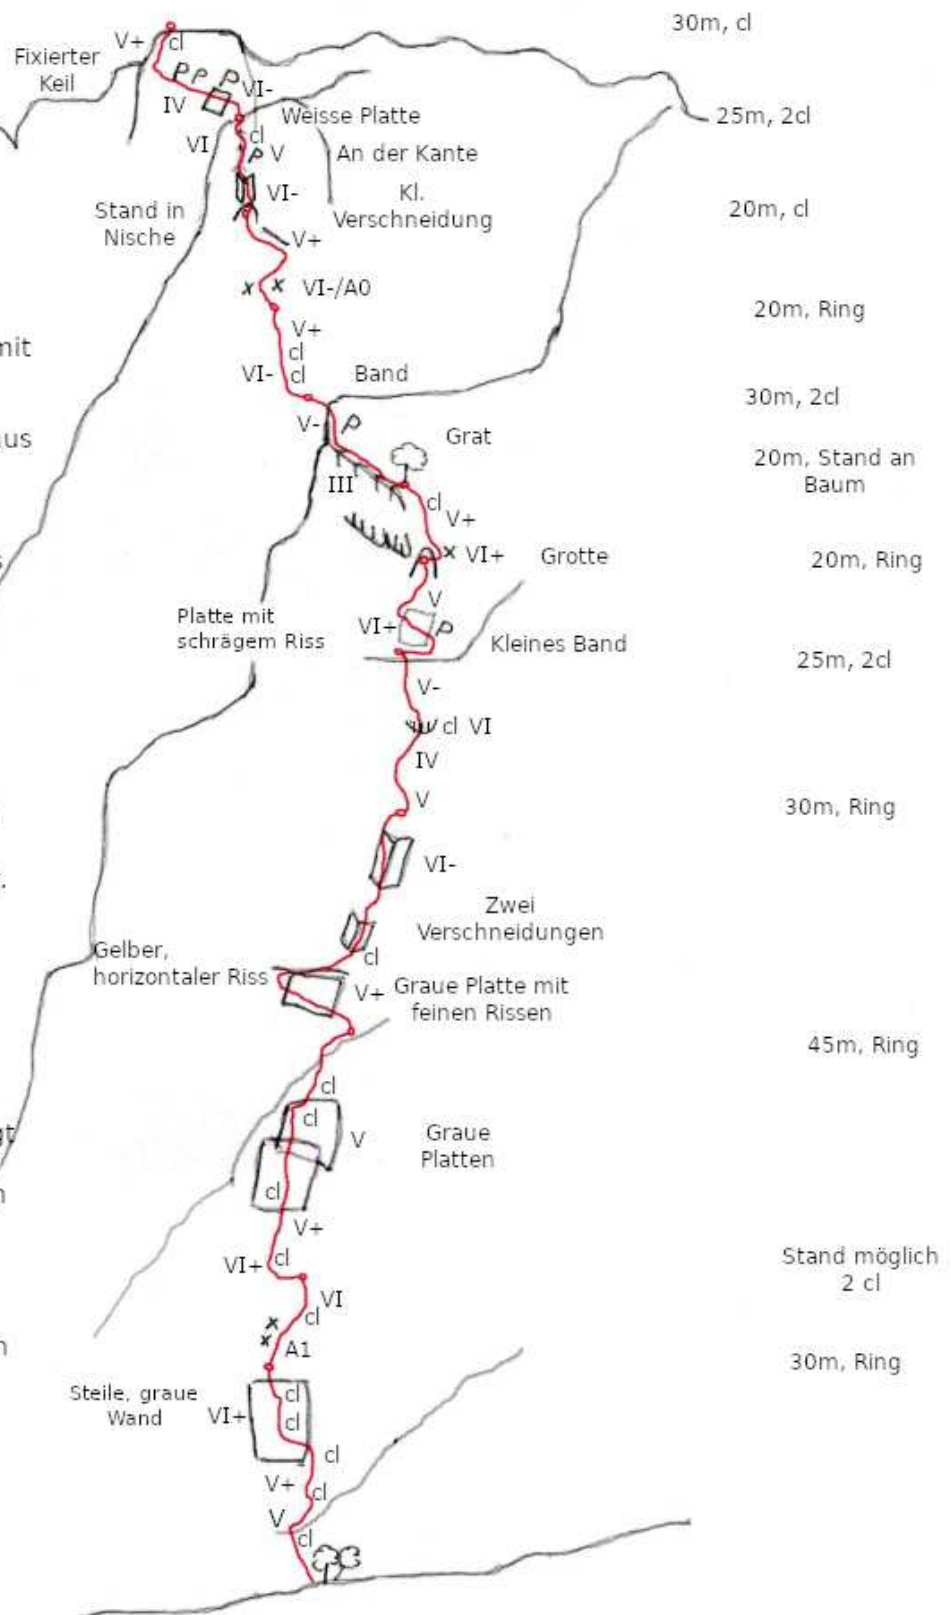 30m, cl
V+
cl
Fixierter
Keil
P P P
VI-
IV
Weisse Platte
25m, 2cl
cl
VI
P V
An der Kante
VI-
Kl.
Verschneidung
Stand in
Nische
20m, cl
V+
x x VI-/A0
20m, Ring
V+
cl
mit
VI- cl
Band
30m, 2cl
V-
P
Grat
aus
20m, Stand an
Baum
III
cl
V+
x VI+
Grotte
20m, Ring
s
V
Platte mit
schrägem Riss
VI+
P
Kleines Band
25m, 2cl
V-
cl VI
IV
V
30m, Ring
VI-
Zwei
Verschneidungen
Gelber,
horizontaler Riss
cl
V+
Graue Platte mit
feinen Rissen
45m, Ring
cl
cl
V
Graue
Platten
gt
cl
n
V+
VI+ cl
Stand möglich
2 cl
VI
cl
x
x
A1
n
30m, Ring
Steile, graue
Wand
cl
VI+
cl
cl
V+
cl
V
cl